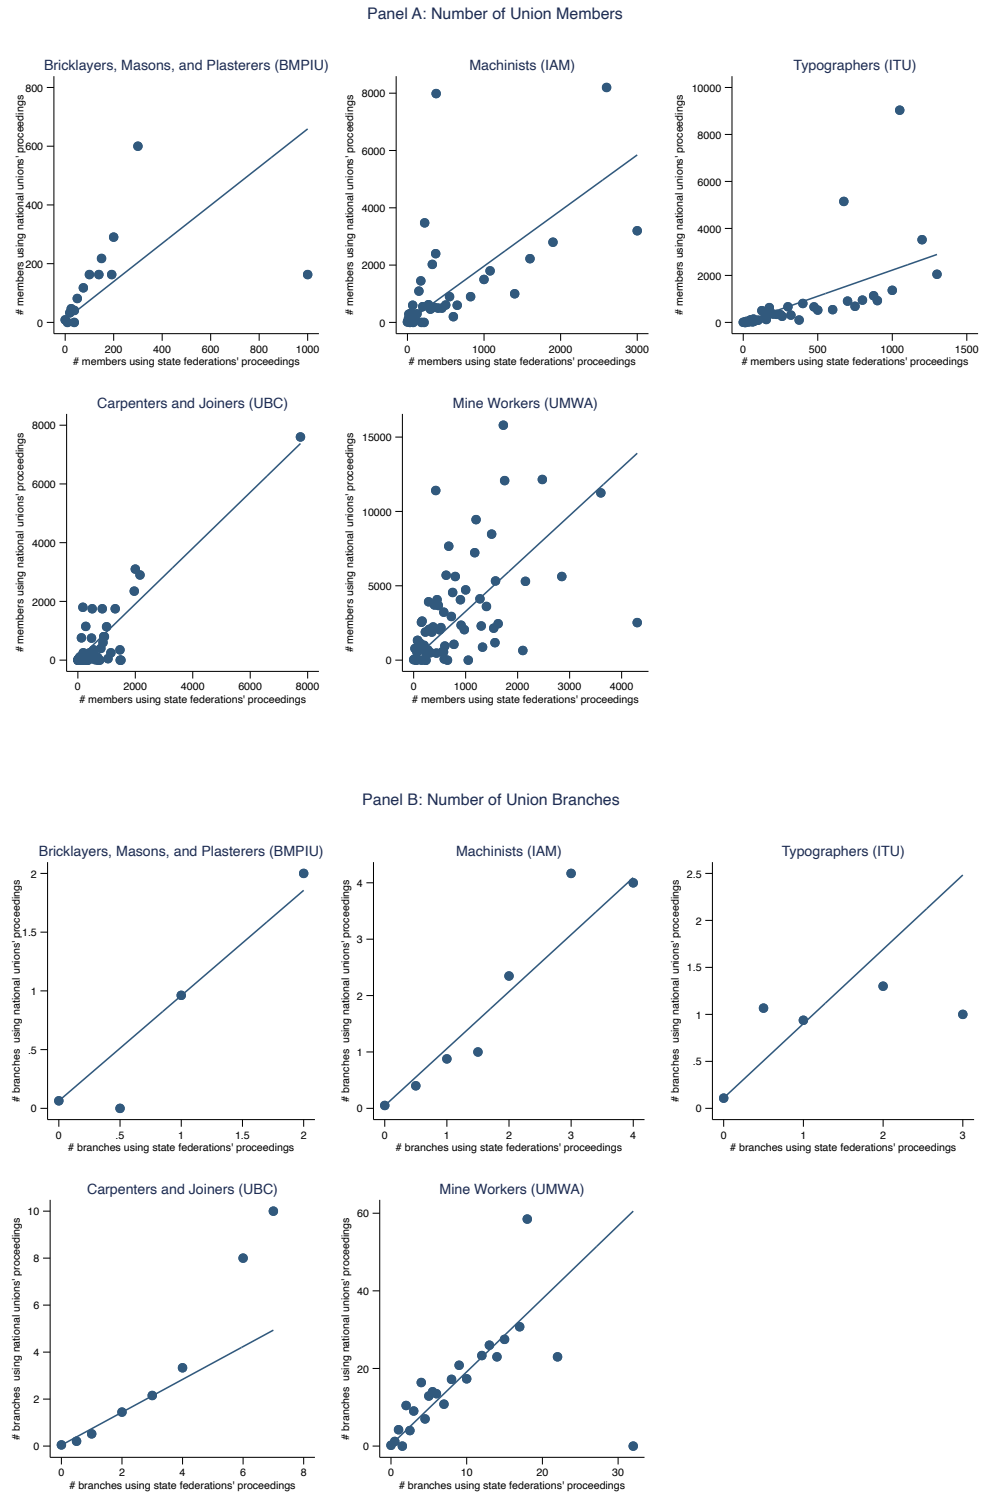 Panel A: Number of Union Members
Bricklayers, Masons, and Plasterers (BMPIU)
# members using national unions' proceedings
800
600
400
200
0
0 200 400 600 800 1000
# members using state federations' proceedings
Machinists (IAM)
# members using national unions' proceedings
8000
6000
4000
2000
0
0 1000 2000 3000
# members using state federations' proceedings
Typographers (ITU)
# members using national unions' proceedings
10000
8000
6000
4000
2000
0
0 500 1000 1500
# members using state federations' proceedings
Carpenters and Joiners (UBC)
# members using national unions' proceedings
8000
6000
4000
2000
0
0 2000 4000 6000 8000
# members using state federations' proceedings
Mine Workers (UMWA)
# members using national unions' proceedings
15000
10000
5000
0
0 1000 2000 3000 4000
# members using state federations' proceedings
Panel B: Number of Union Branches
Bricklayers, Masons, and Plasterers (BMPIU)
# branches using national unions' proceedings
2
1.5
1
.5
0
0 .5 1 1.5 2
# branches using state federations' proceedings
Machinists (IAM)
# branches using national unions' proceedings
4
3
2
1
0
0 1 2 3 4
# branches using state federations' proceedings
Typographers (ITU)
# branches using national unions' proceedings
2.5
2
1.5
1
.5
0
0 1 2 3
# branches using state federations' proceedings
Carpenters and Joiners (UBC)
# branches using national unions' proceedings
10
8
6
4
2
0
0 2 4 6 8
# branches using state federations' proceedings
Mine Workers (UMWA)
# branches using national unions' proceedings
60
40
20
0
0 10 20 30
# branches using state federations' proceedings